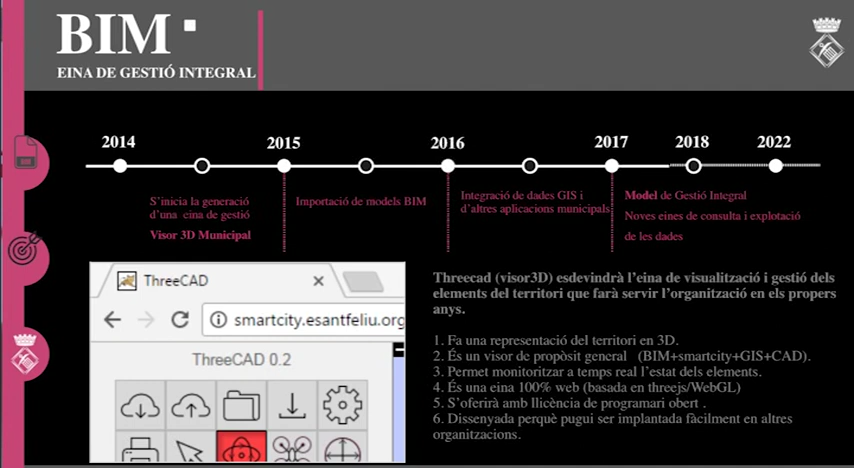 BIM
EINA DE GESTIÓ INTEGRAL
2014
2015
2016
2017
2018
2022
S'inicia la generació
d'una eina de gestió
Visor 3D Municipal
Importació de models BIM
Integració de dades GIS i
d'altres aplicacions municipals
Model de Gestió Integral
Noves eines de consulta i explotació
de les dades
ThreeCAD
smartcity.esantfeliu.org
ThreeCAD 0.2
Threecad (visor3D) esdevindrà l'eina de visualització i gestió dels
elements del territori que farà servir l'organització en els propers
anys.
1. Fa una representació del territori en 3D.
2. És un visor de propòsit general (BIM+smartcity+GIS+CAD).
3. Permet monitoritzar a temps real l'estat dels elements.
4. És una eina 100% web (basada en threejs/WebGL)
5. S'oferirà amb llicència de programari obert .
6. Dissenyada perquè pugui ser implantada fàcilment en altres
organitzacions.